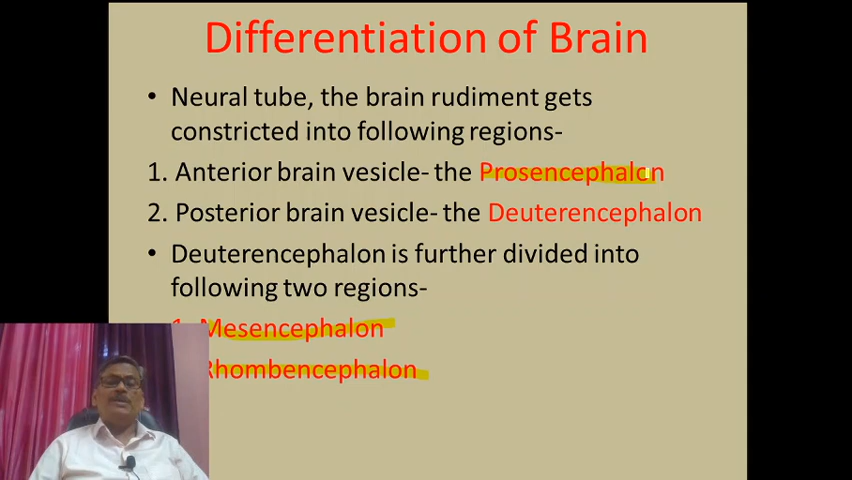 Differentiation of Brain
• Neural tube, the brain rudiment gets
constricted into following regions-
1. Anterior brain vesicle- the Prosencephalon
2. Posterior brain vesicle- the Deuterencephalon
• Deuterencephalon is further divided into
following two regions-
1. Mesencephalon
Rhombencephalon